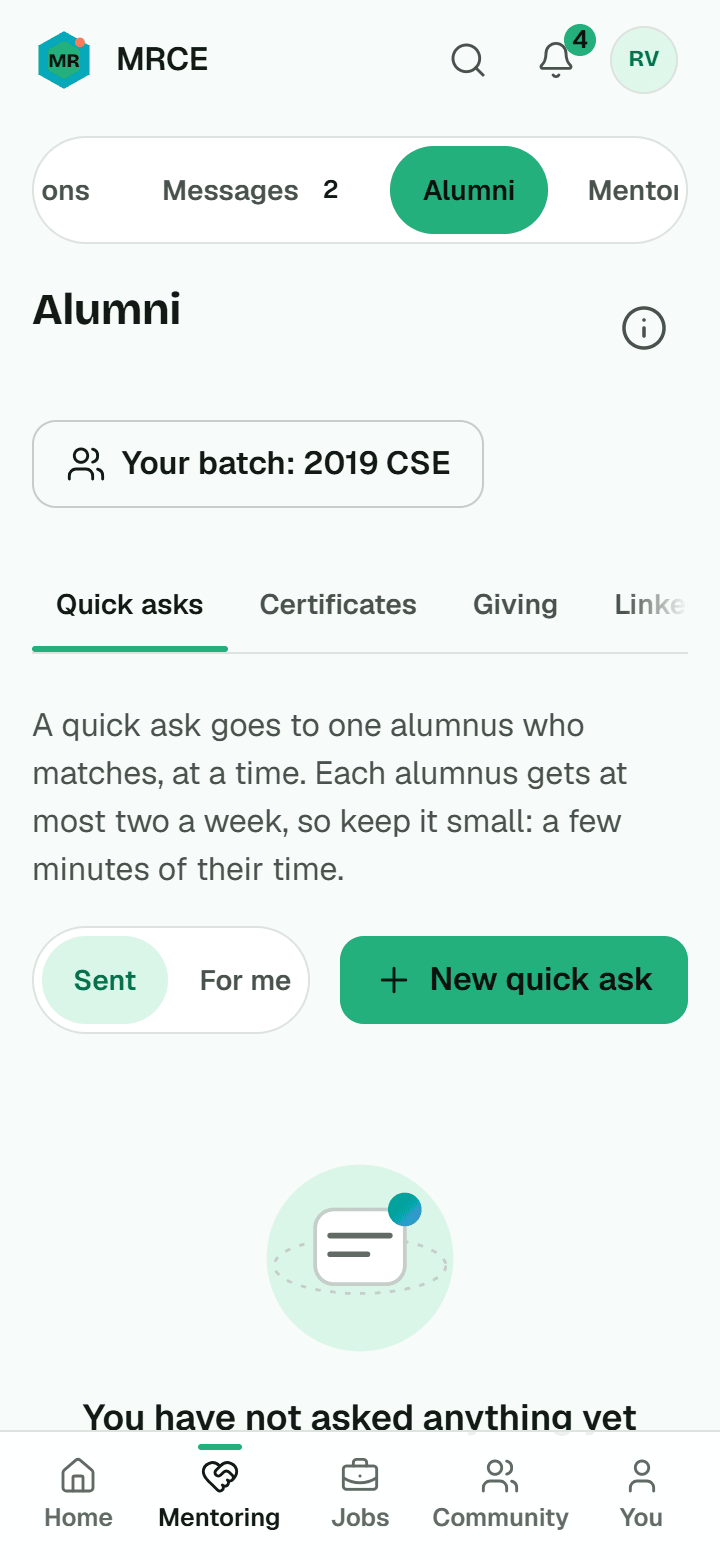 MR MRCE 4 RV
ons Messages 2 Alumni Mentor
Alumni
Your batch: 2019 CSE
Quick asks Certificates Giving Linke
A quick ask goes to one alumnus who
matches, at a time. Each alumnus gets at
most two a week, so keep it small: a few
minutes of their time.
Sent For me New quick ask
You have not asked anything yet
Home Mentoring Jobs Community You